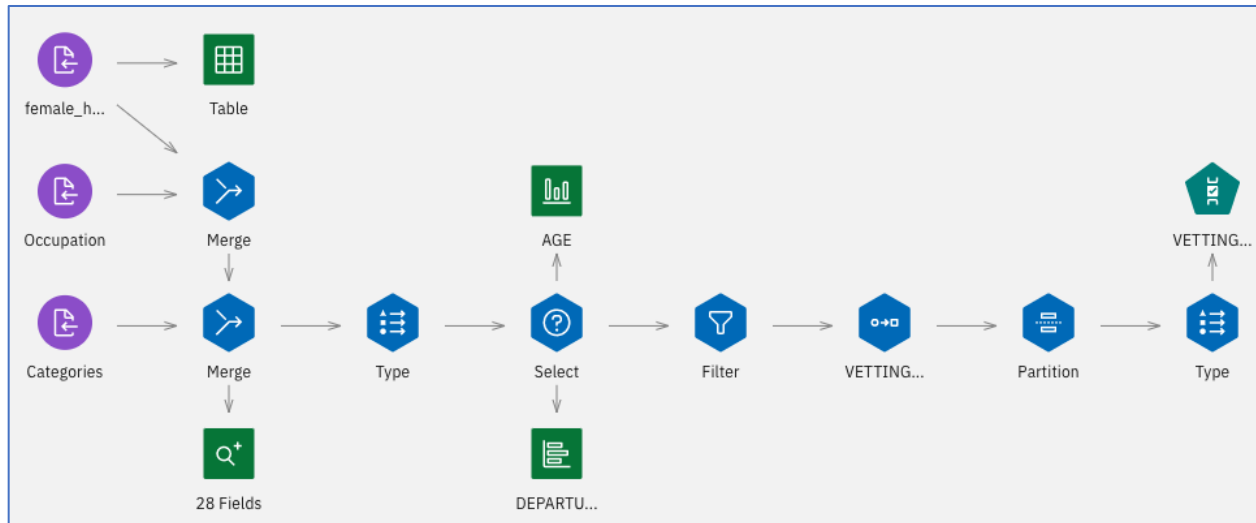 female_h...
Table
Occupation
Merge
AGE
VETTING...
Categories
Merge
Type
Select
Filter
VETTING...
Partition
Type
28 Fields
DEPARTU...